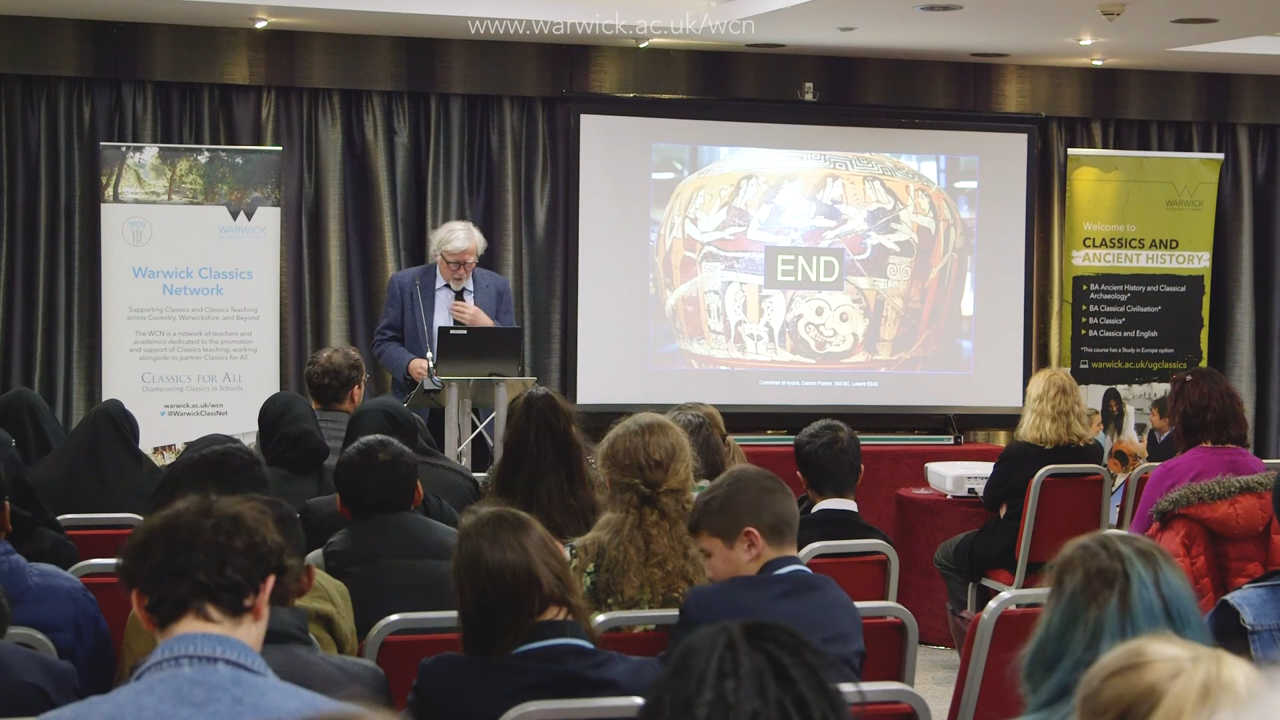 www.warwick.ac.uk/wcn
WCN
WARWICK
Warwick Classics
Network
Supporting Classics and Classics Teaching
across Coventry, Warwickshire, and Beyond
The WCN is a network of teachers and
academics dedicated to the promotion
and support of Classics teaching, working
alongside its partner Classics for All
CLASSICS FOR ALL
Championing Classics in Schools
warwick.ac.uk/wcn
@WarwickClassNet
END
WARWICK
Welcome to
CLASSICS AND
ANCIENT HISTORY
BA Ancient History and Classical
Archaeology*
BA Classical Civilisation*
BA Classics*
BA Classics and English
*This course has a Study in Europe option
warwick.ac.uk/ugclassics